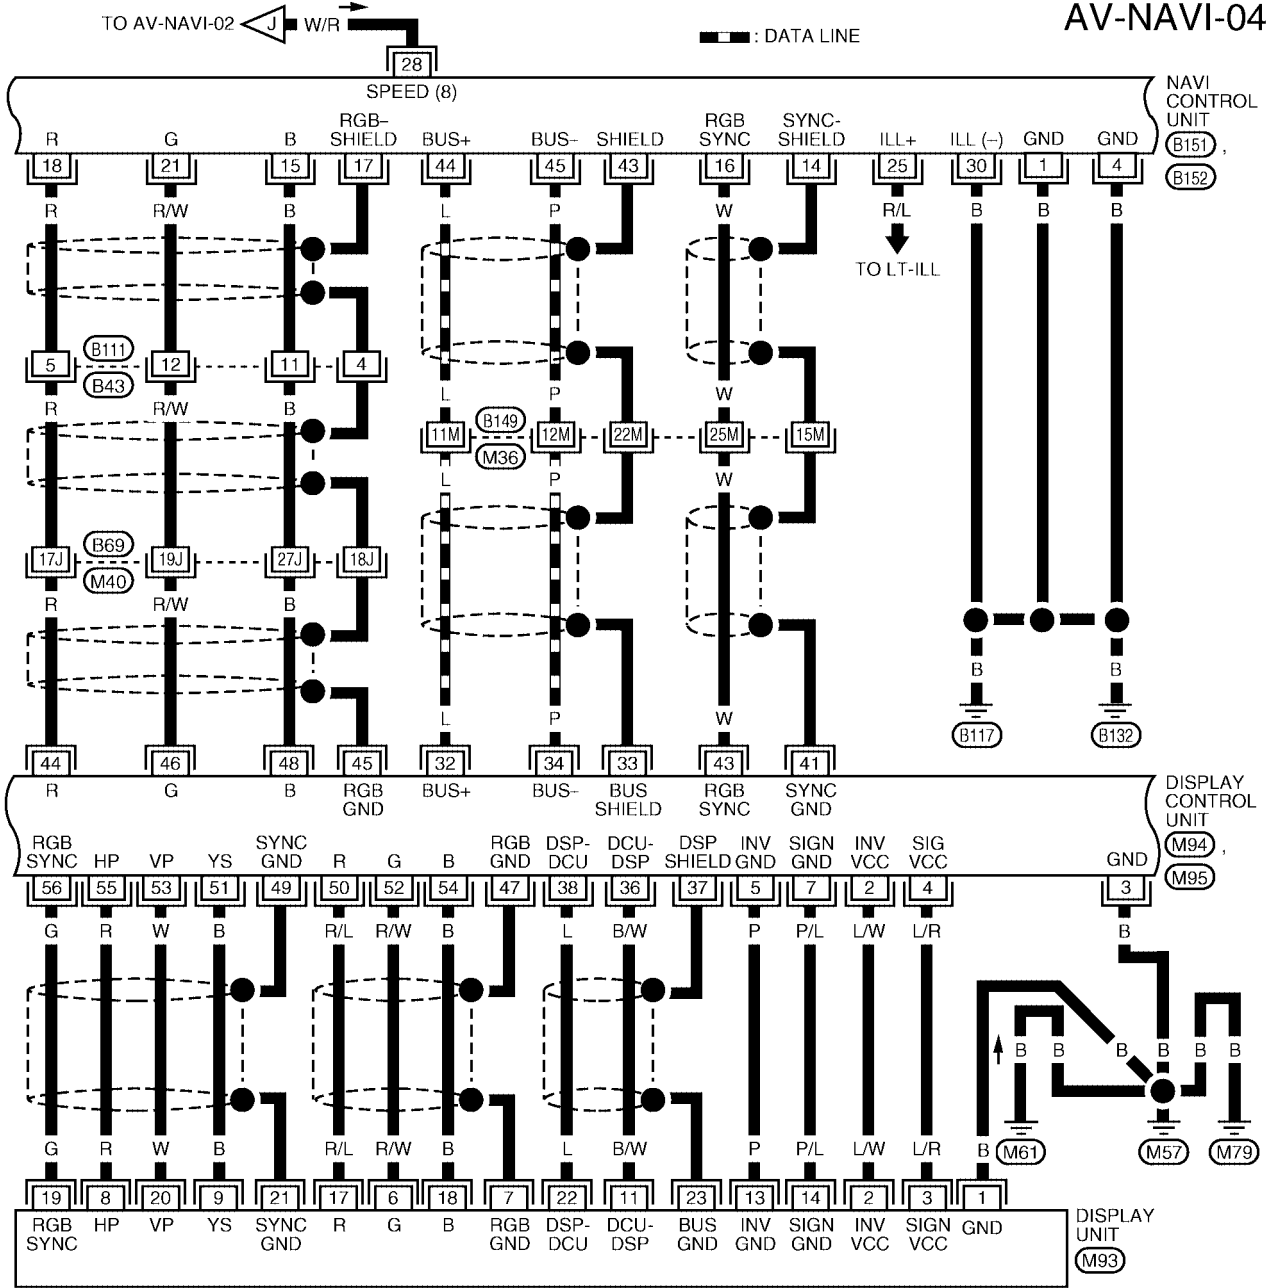 AV-NAVI-04
TO AV-NAVI-02 J W/R
: DATA LINE
28
SPEED (8)
NAVI
CONTROL
UNIT
B151 ,
B152
R G B RGB-
SHIELD BUS+ BUS- SHIELD RGB
SYNC SYNC-
SHIELD ILL+ ILL (-) GND GND
18 21 15 17 44 45 43 16 14 25 30 1 4
R R/W B L P W R/L B B B
TO LT-ILL
5 B111 12 11 4
B43
R R/W B L P W
11M B149 12M 22M 25M 15M
M36
L P W
17J B69 19J 27J 18J
M40
R R/W B
B B
L P W
B117 B132
44 46 48 45 32 34 33 43 41
R G B RGB
GND BUS+ BUS- BUS
SHIELD RGB
SYNC SYNC
GND
DISPLAY
CONTROL
UNIT
M94 ,
M95
RGB
SYNC HP VP YS SYNC
GND R G B RGB
GND DSP-
DCU DCU-
DSP DSP
SHIELD INV
GND SIGN
GND INV
VCC SIG
VCC GND
56 55 53 51 49 50 52 54 47 38 36 37 5 7 2 4 3
G R W B R/L R/W B L B/W P P/L L/W L/R B
B B B B B B
G R W B R/L R/W B L B/W P P/L L/W L/R B
M61 M57 M79
19 8 20 9 21 17 6 18 7 22 11 23 13 14 2 3 1
RGB
SYNC HP VP YS SYNC
GND R G B RGB
GND DSP-
DCU DCU-
DSP BUS
GND INV
GND SIGN
GND INV
VCC SIGN
VCC GND
DISPLAY
UNIT
M93